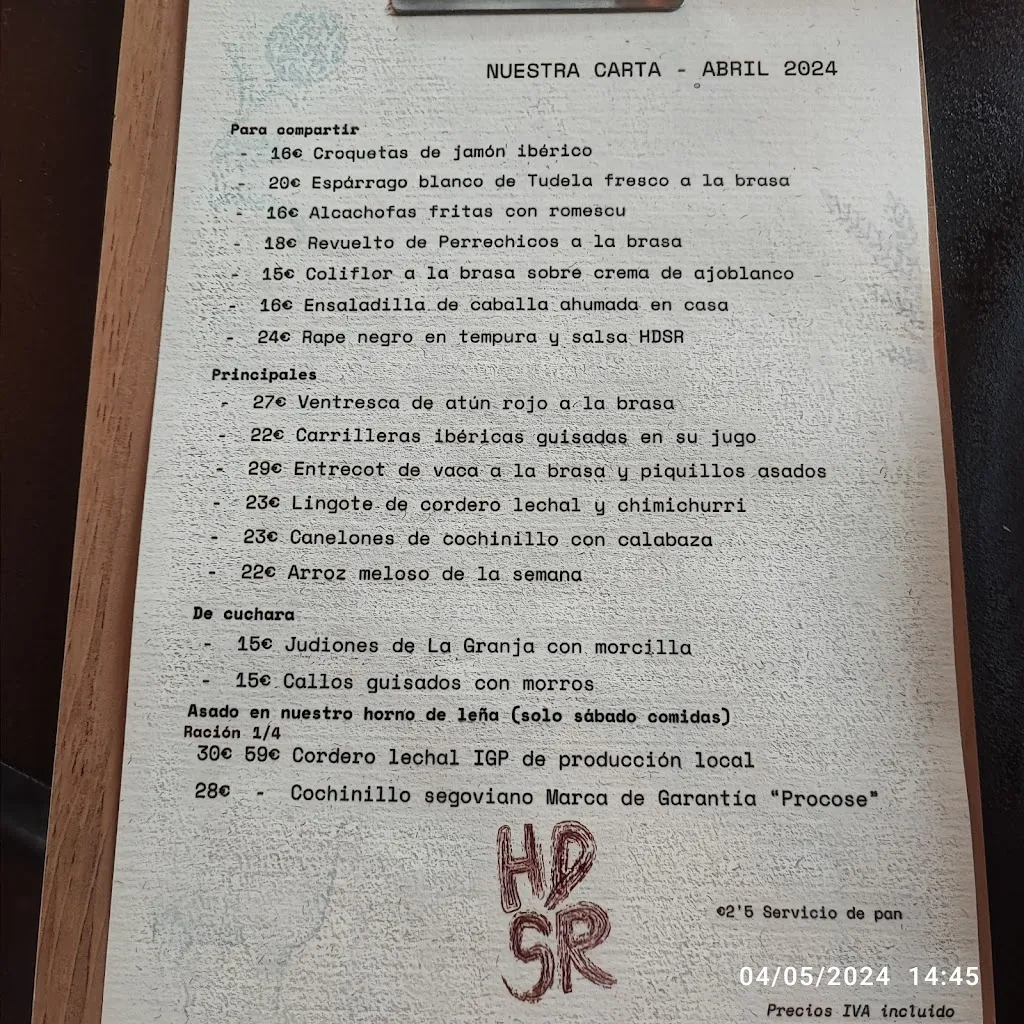 NUESTRA CARTA - ABRIL 2024
Para compartir
- 16€ Croquetas de jamón ibérico
- 20€ Espárrago blanco de Tudela fresco a la brasa
- 16€ Alcachofas fritas con romescu
- 18€ Revuelto de Perrechicos a la brasa
- 15€ Coliflor a la brasa sobre crema de ajoblanco
- 16€ Ensaladilla de caballa ahumada en casa
- 24€ Rape negro en tempura y salsa HDSR
Principales
- 27€ Ventresca de atún rojo a la brasa
- 22€ Carrilleras ibéricas guisadas en su jugo
- 29€ Entrecot de vaca a la brasa y piquillos asados
- 23€ Lingote de cordero lechal y chimichurri
- 23€ Canelones de cochinillo con calabaza
- 22€ Arroz meloso de la semana
De cuchara
- 15€ Judiones de La Granja con morcilla
- 15€ Callos guisados con morros
Asado en nuestro horno de leña (solo sábado comidas)
Ración 1/4
30€ 59€ Cordero lechal IGP de producción local
28€ - Cochinillo segoviano Marca de Garantía "Procose"
HD
SR
€2'5 Servicio de pan
04/05/2024 14:45
Precios IVA incluido